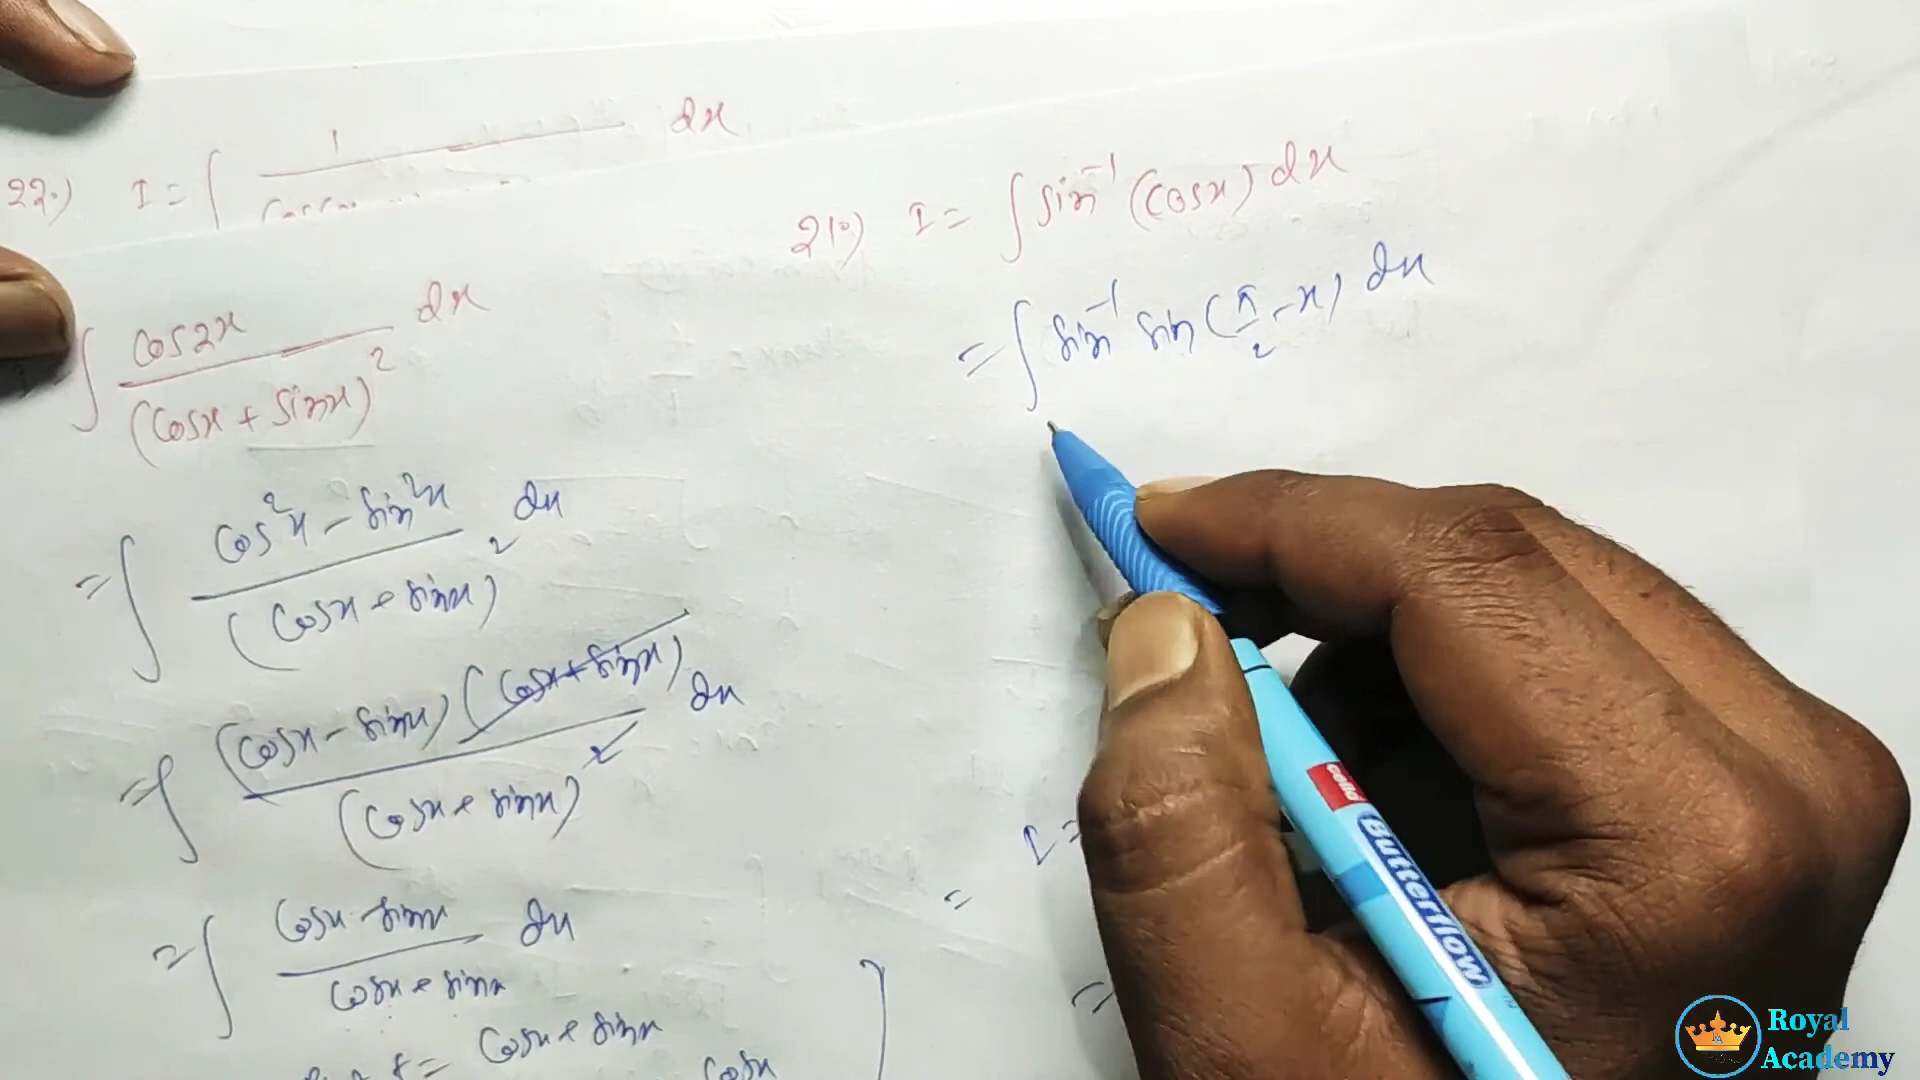 22.) I = ∫ 1 dx
∫ cos2x / (cosx + sinx)² dx
= ∫ cos²x - sin²x / (cosx + sinx)² dx
= ∫ (cosx - sinx) (cosx + sinx) / (cosx + sinx)² dx
= ∫ cosx - sinx / cosx + sinx dx
t = cosx + sinx
cosx
21.) I = ∫ sin⁻¹ (cosx) dx
= ∫ sin⁻¹ sin (π/2 - x) dx
I =
=
=
cello
Butterflow
Royal
Academy